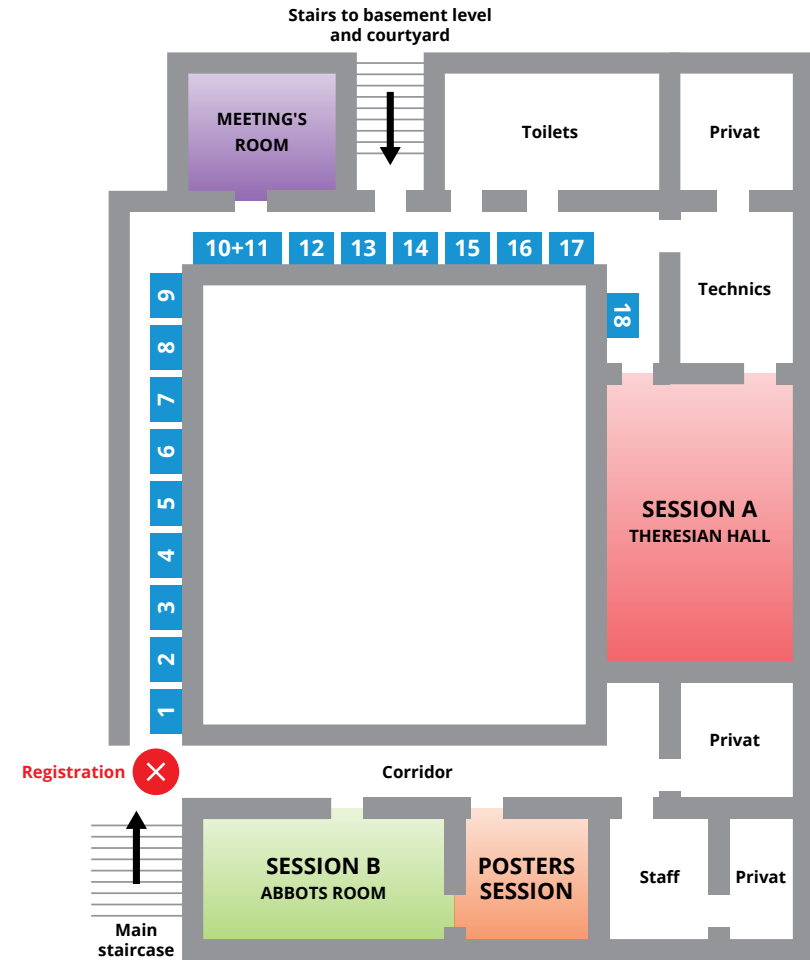 Stairs to basement level
and courtyard
MEETING'S
ROOM
Toilets
Privat
10+11
12
13
14
15
16
17
9
8
7
6
5
4
3
2
1
18
Technics
SESSION A
THERESIAN HALL
Privat
Registration
Corridor
SESSION B
ABBOTS ROOM
POSTERS
SESSION
Staff
Privat
Main
staircase